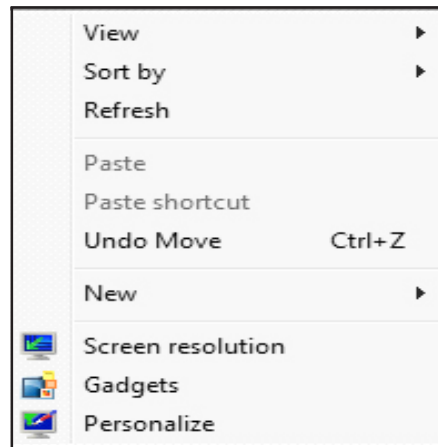 View
Sort by
Refresh
Paste
Paste shortcut
Undo Move Ctrl+Z
New
Screen resolution
Gadgets
Personalize